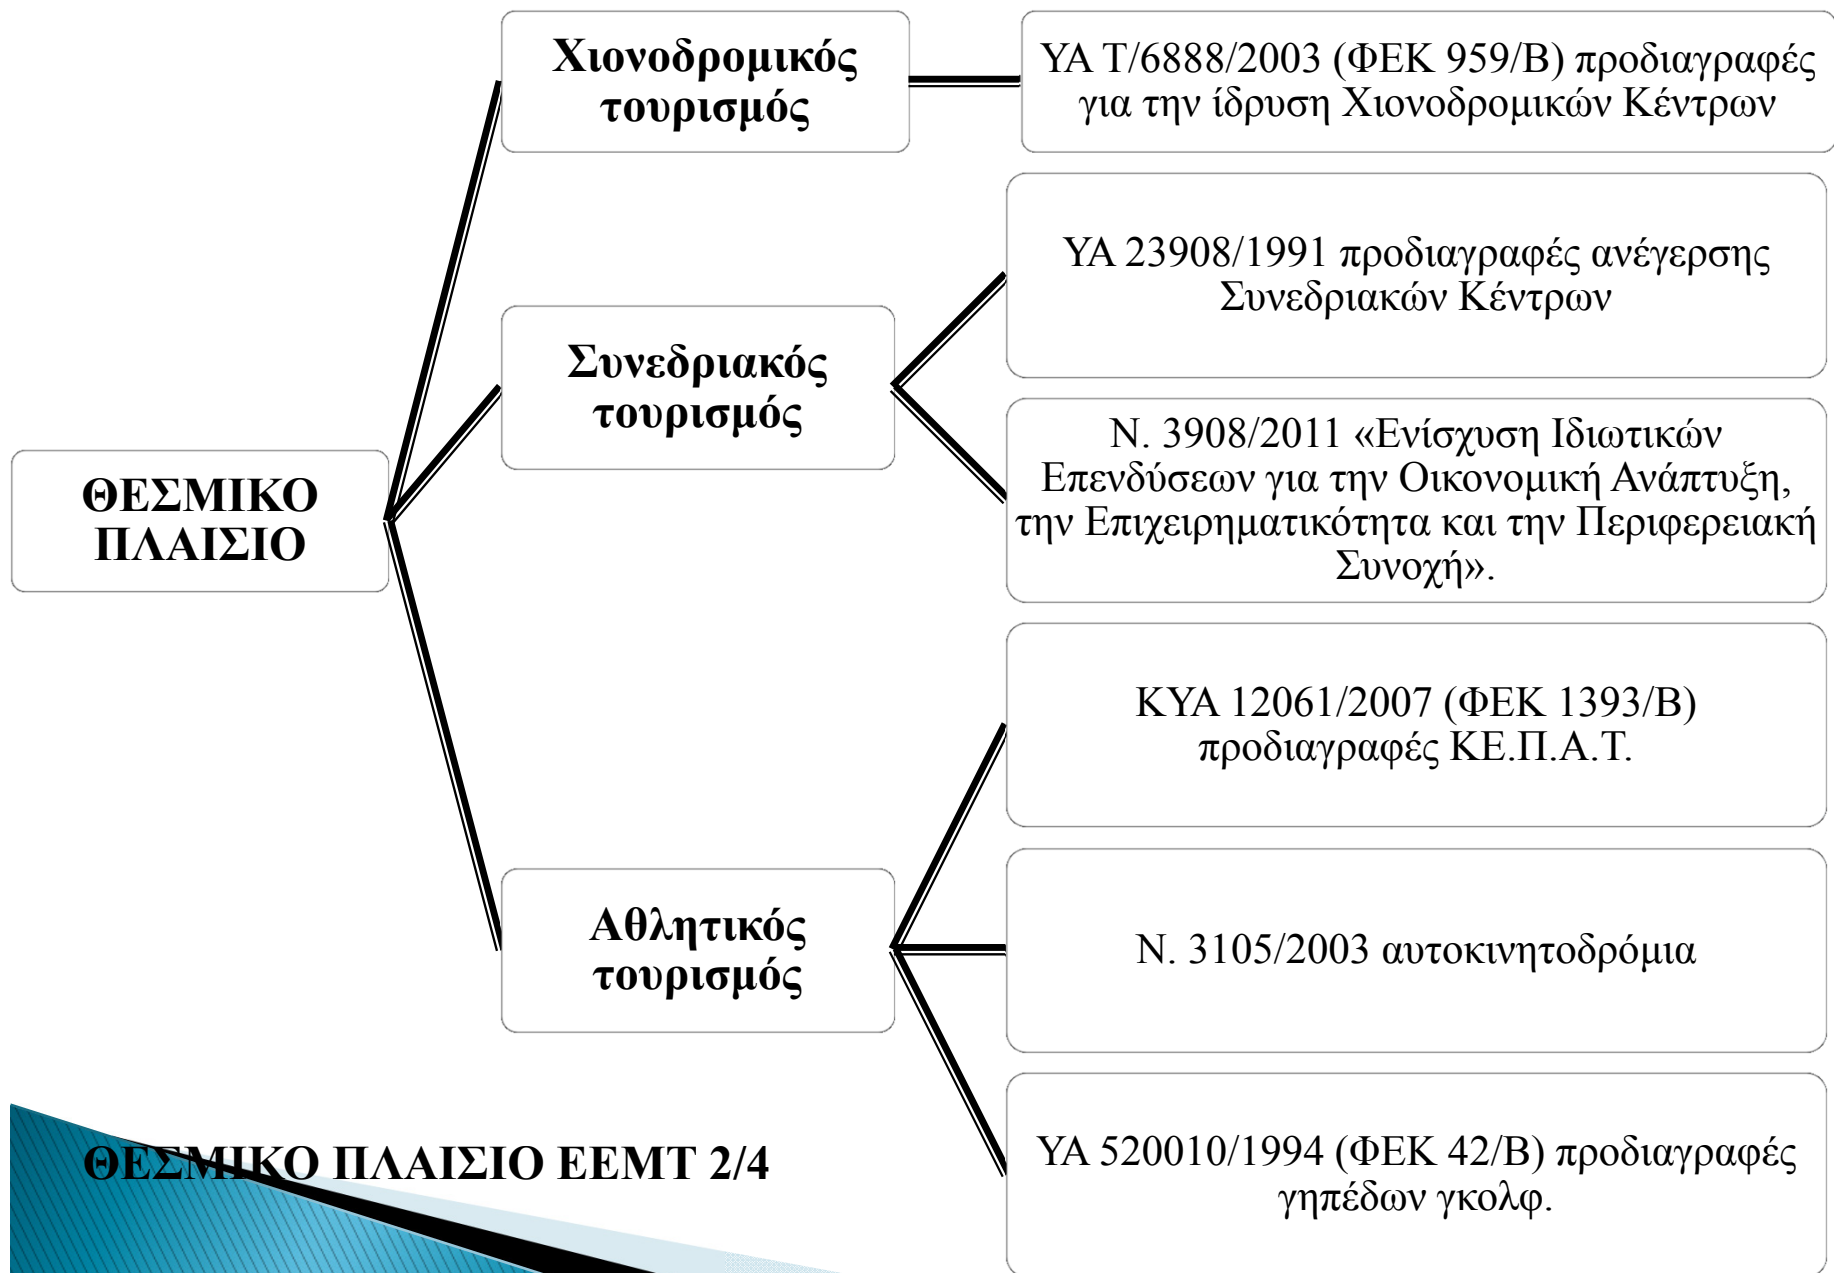 Χιονοδρομικός
τουρισμός
ΥΑ Τ/6888/2003 (ΦΕΚ 959/Β) προδιαγραφές
για την ίδρυση Χιονοδρομικών Κέντρων
ΥΑ 23908/1991 προδιαγραφές ανέγερσης
Συνεδριακών Κέντρων
Συνεδριακός
τουρισμός
Ν. 3908/2011 «Ενίσχυση Ιδιωτικών
Επενδύσεων για την Οικονομική Ανάπτυξη,
την Επιχειρηματικότητα και την Περιφερειακή
Συνοχή».
ΘΕΣΜΙΚΟ
ΠΛΑΙΣΙΟ
ΚΥΑ 12061/2007 (ΦΕΚ 1393/Β)
προδιαγραφές ΚΕ.Π.Α.Τ.
Αθλητικός
τουρισμός
Ν. 3105/2003 αυτοκινητοδρόμια
ΥΑ 520010/1994 (ΦΕΚ 42/Β) προδιαγραφές
γηπέδων γκολφ.
ΘΕΣΜΙΚΟ ΠΛΑΙΣΙΟ ΕΕΜΤ 2/4